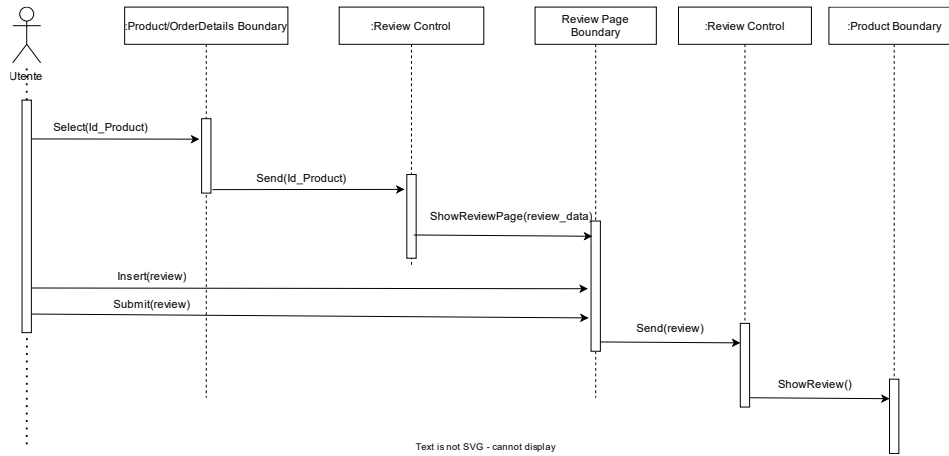 :Product/OrderDetails Boundary
:Review Control
Review Page
Boundary
:Review Control
:Product Boundary
Utente
Select(Id_Product)
Send(Id_Product)
ShowReviewPage(review_data)
Insert(review)
Submit(review)
Send(review)
ShowReview()
Text is not SVG - cannot display